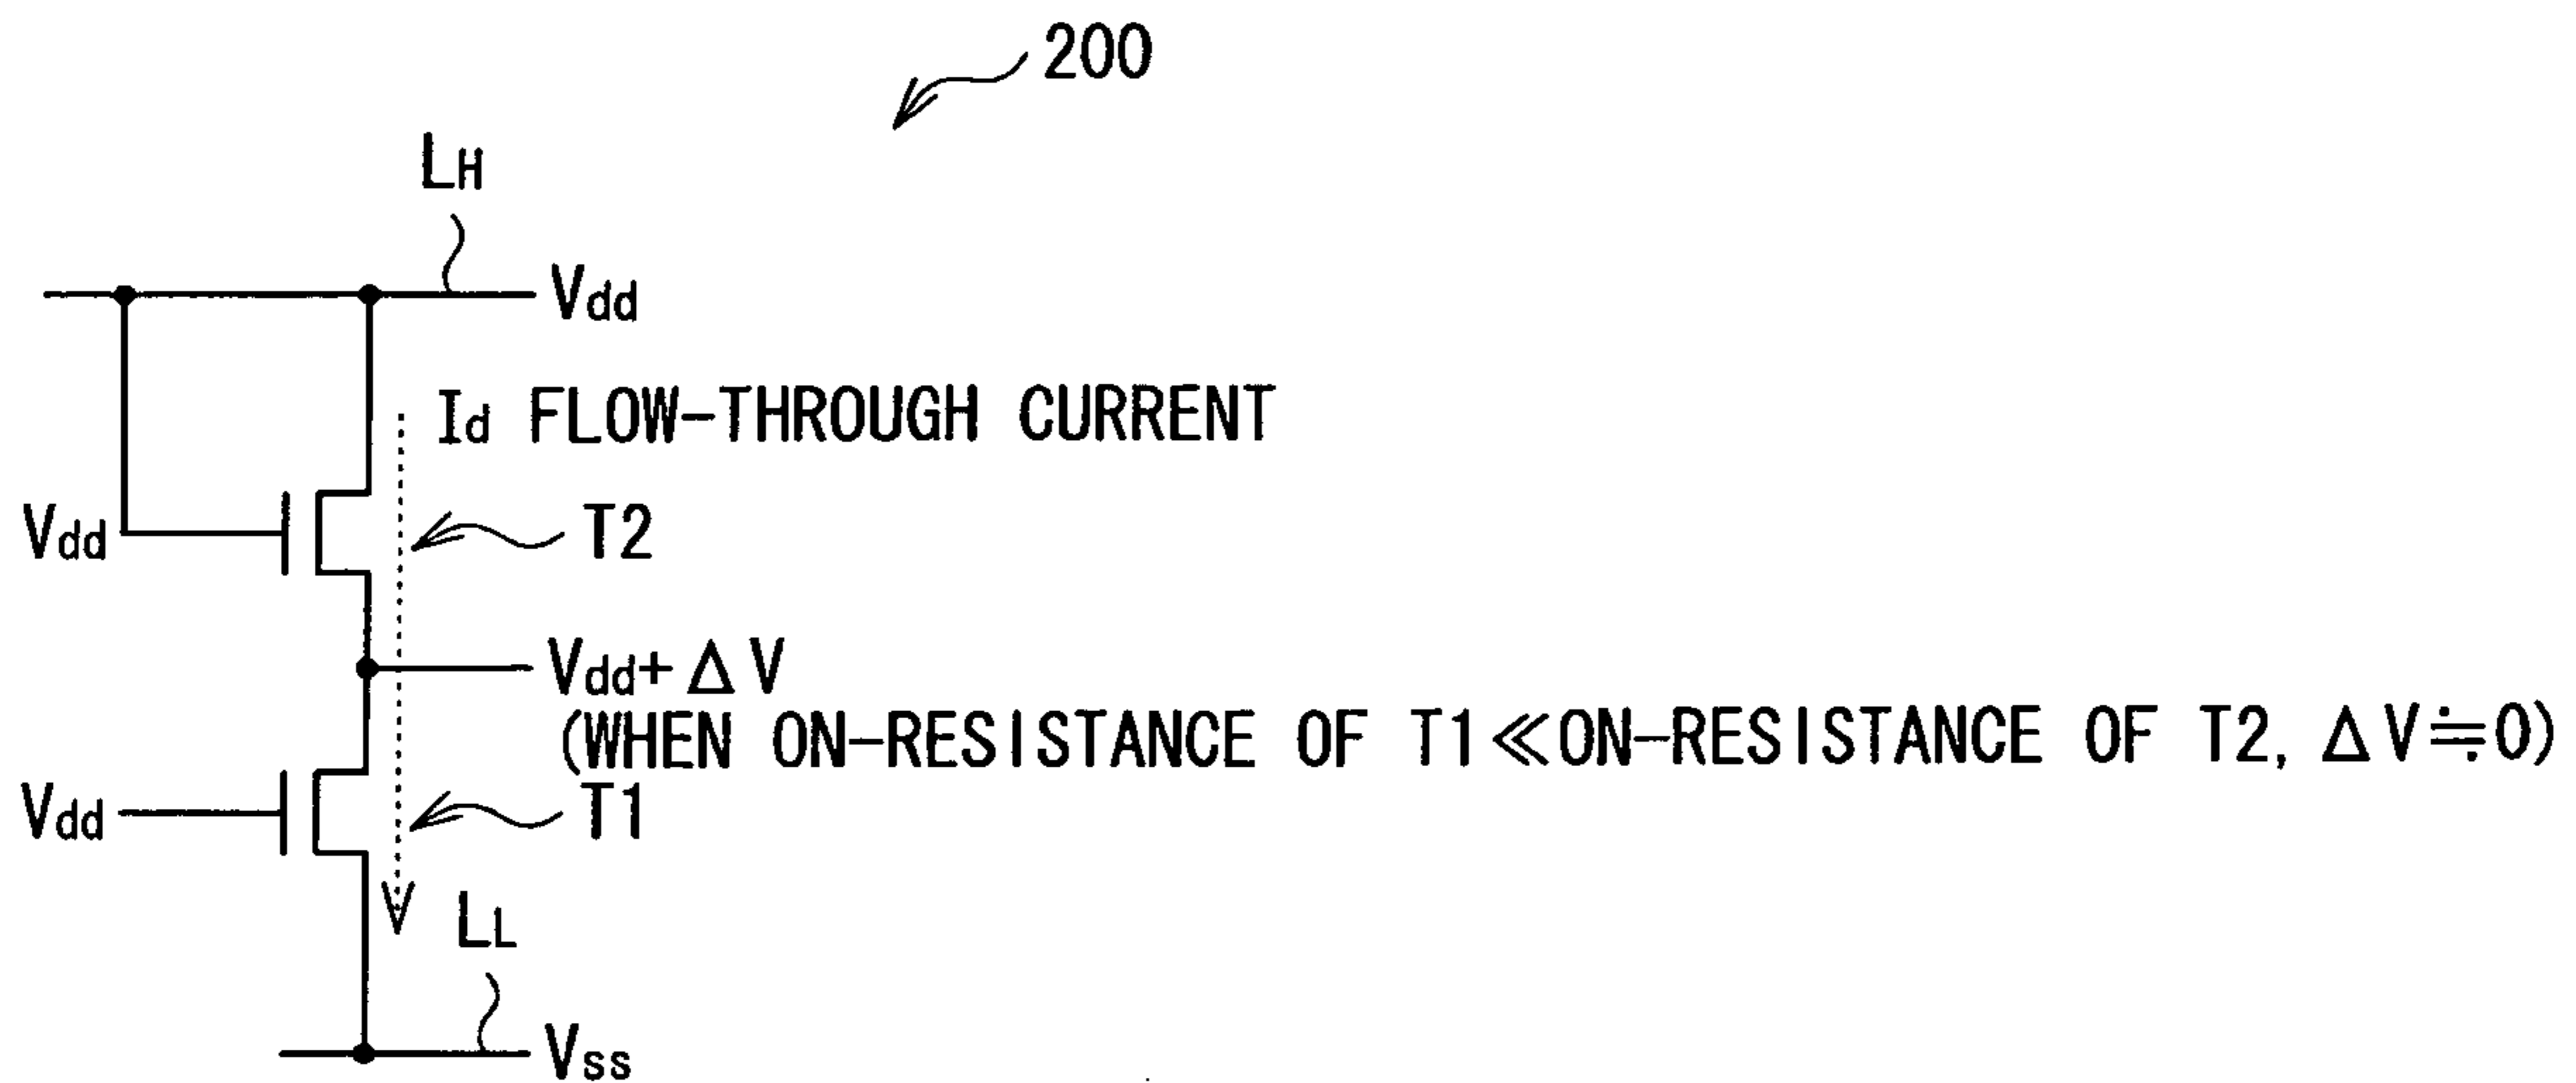 200
LH
Vdd
Id FLOW-THROUGH CURRENT
Vdd
T2
Vdd+ΔV
(WHEN ON-RESISTANCE OF T1≪ON-RESISTANCE OF T2, ΔV≒0)
Vdd
T1
LL
Vss